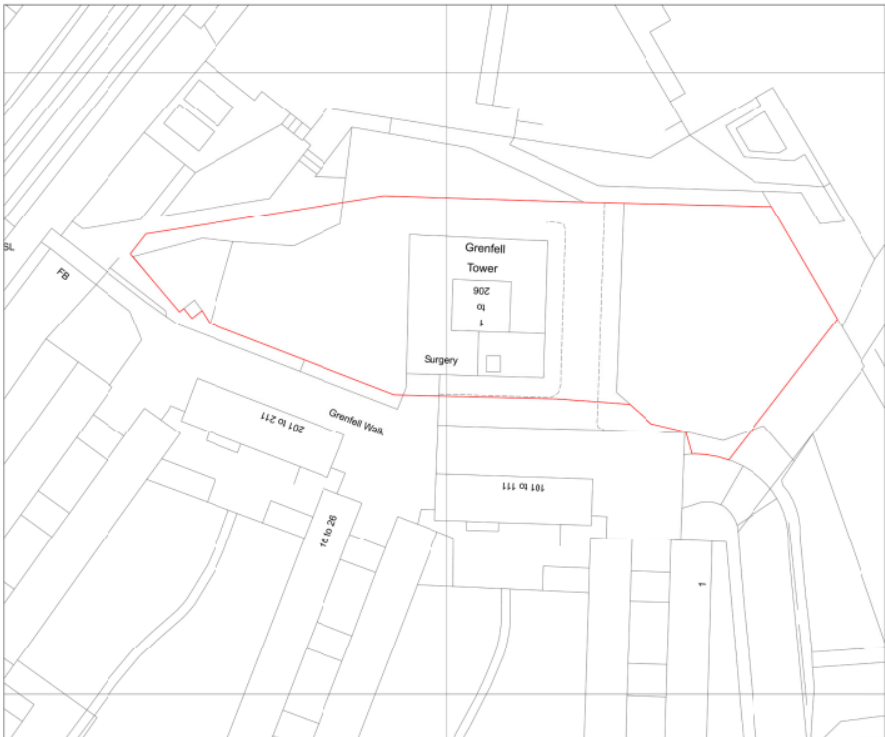 Grenfell
Tower
1
to
206
SL
FB
Surgery
Grenfell Walk
201 to 211
101 to 111
16 to 26
1